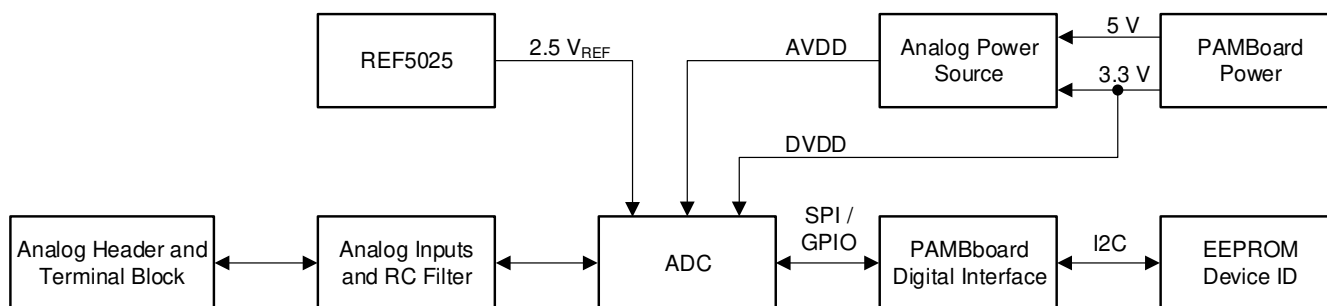 REF5025
2.5 VREF
AVDD
Analog Power
Source
5 V
3.3 V
PAMBoard
Power
DVDD
Analog Header and
Terminal Block
Analog Inputs
and RC Filter
ADC
SPI /
GPIO
PAMBboard
Digital Interface
I2C
EEPROM
Device ID